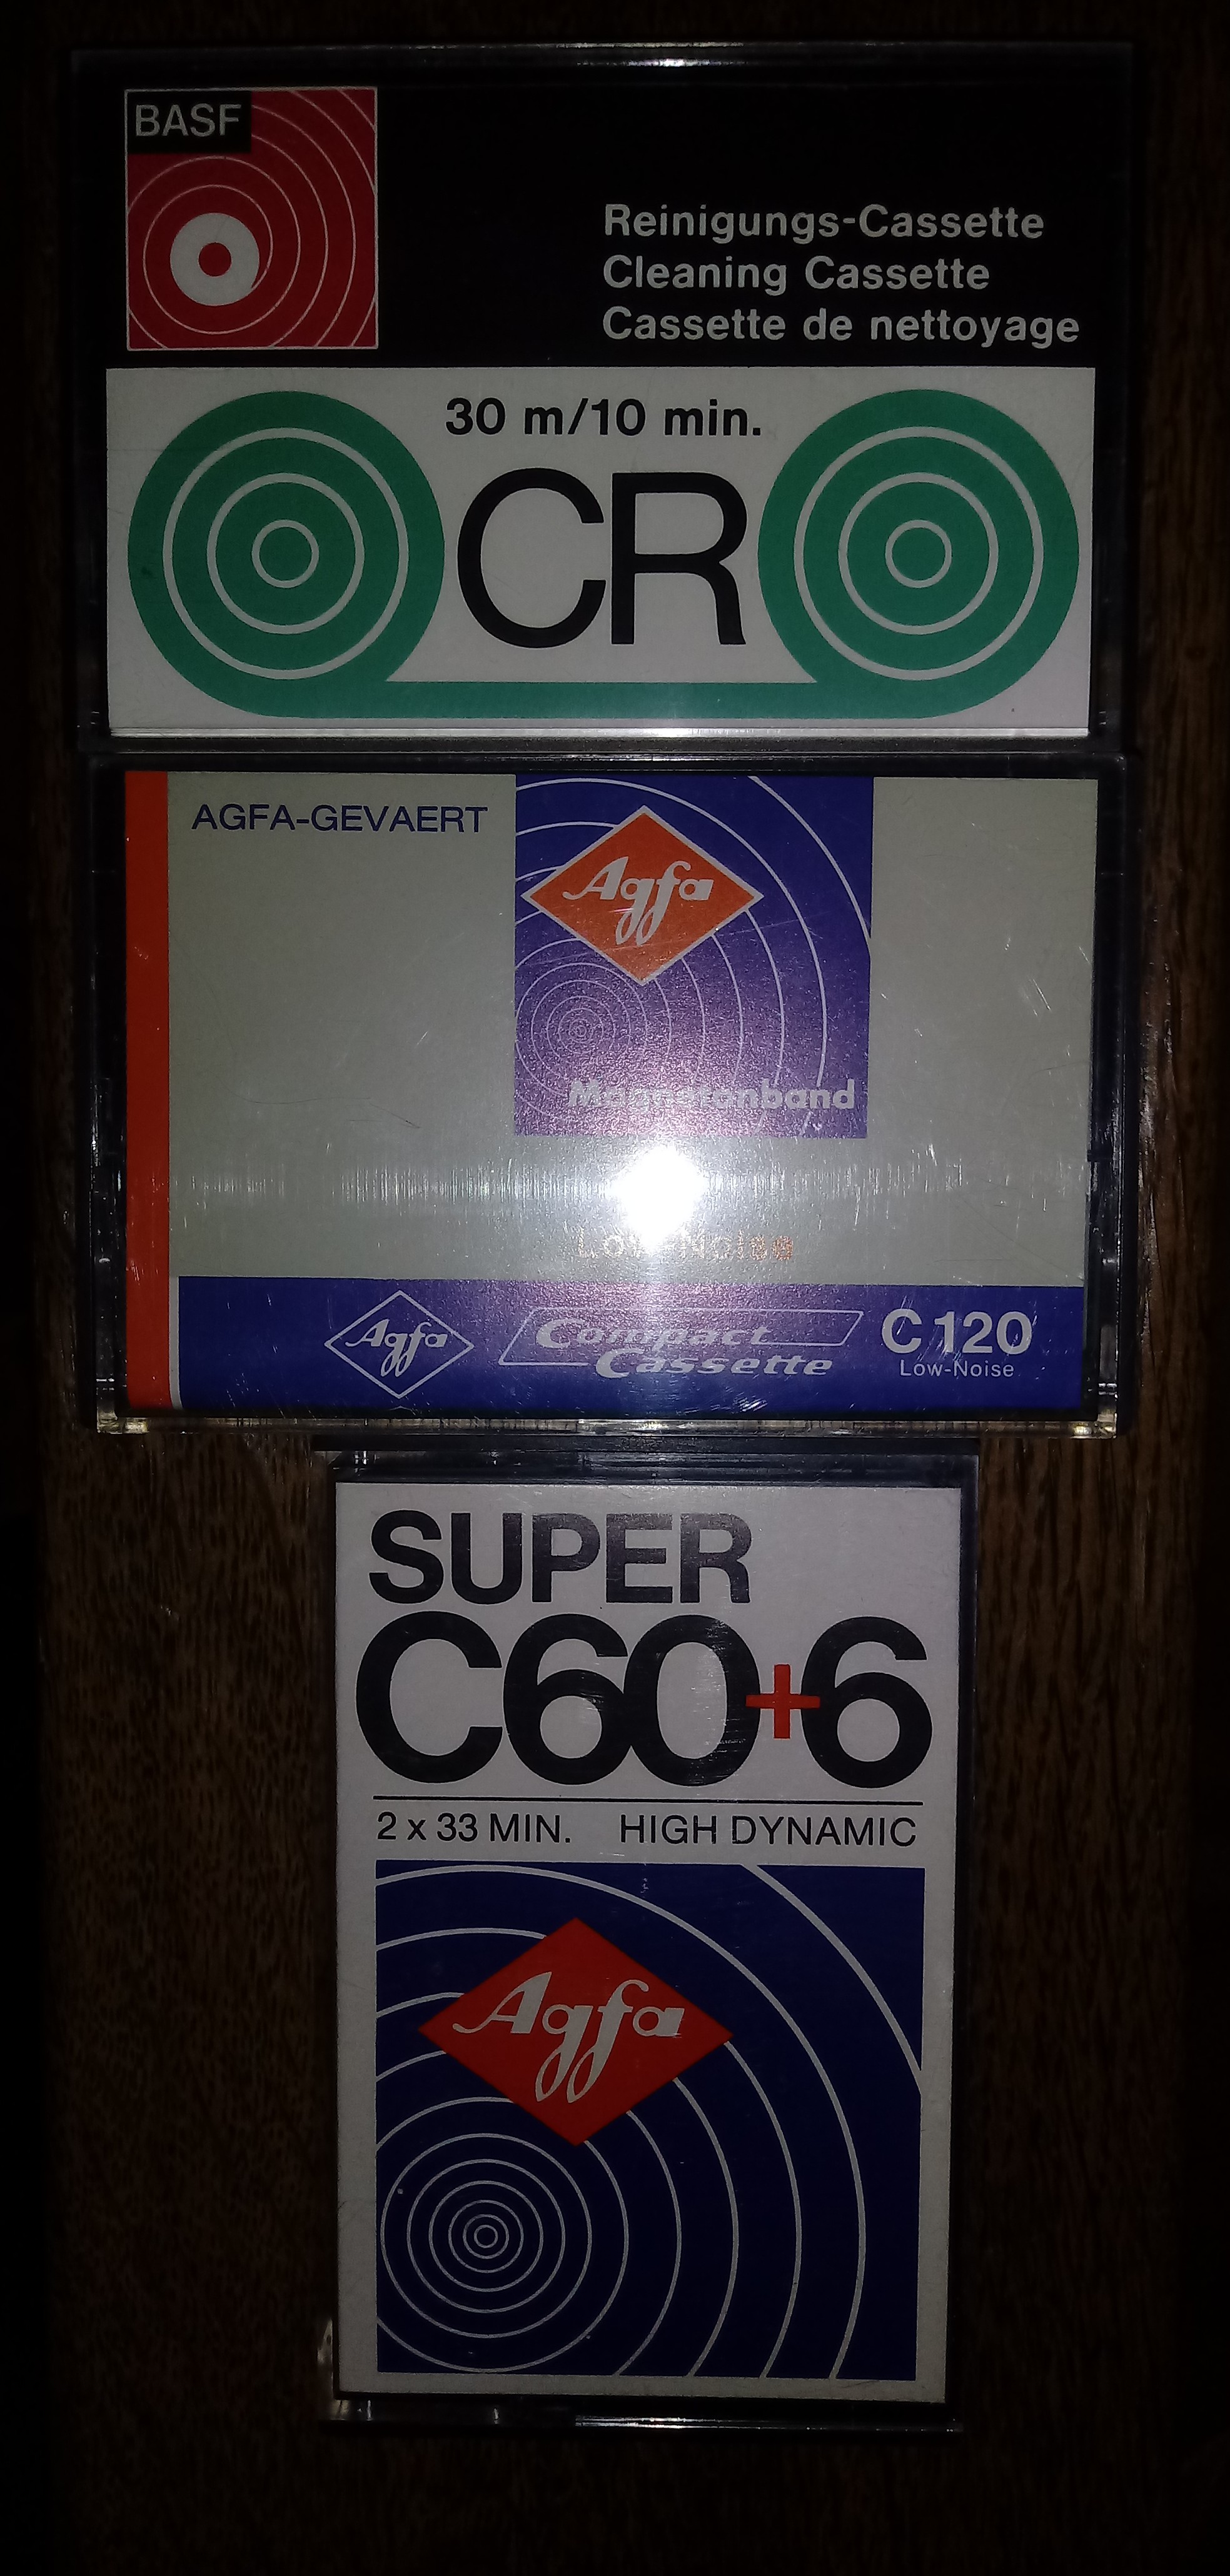 BASF
Reinigungs-Cassette
Cleaning Cassette
Cassette de nettoyage
30 m/10 min.
CR
AGFA-GEVAERT
Agfa
Magnetonband
Low-Noise
Agfa
Compact
Cassette
C 120
Low-Noise
SUPER
C60+6
2 x 33 MIN. HIGH DYNAMIC
Agfa